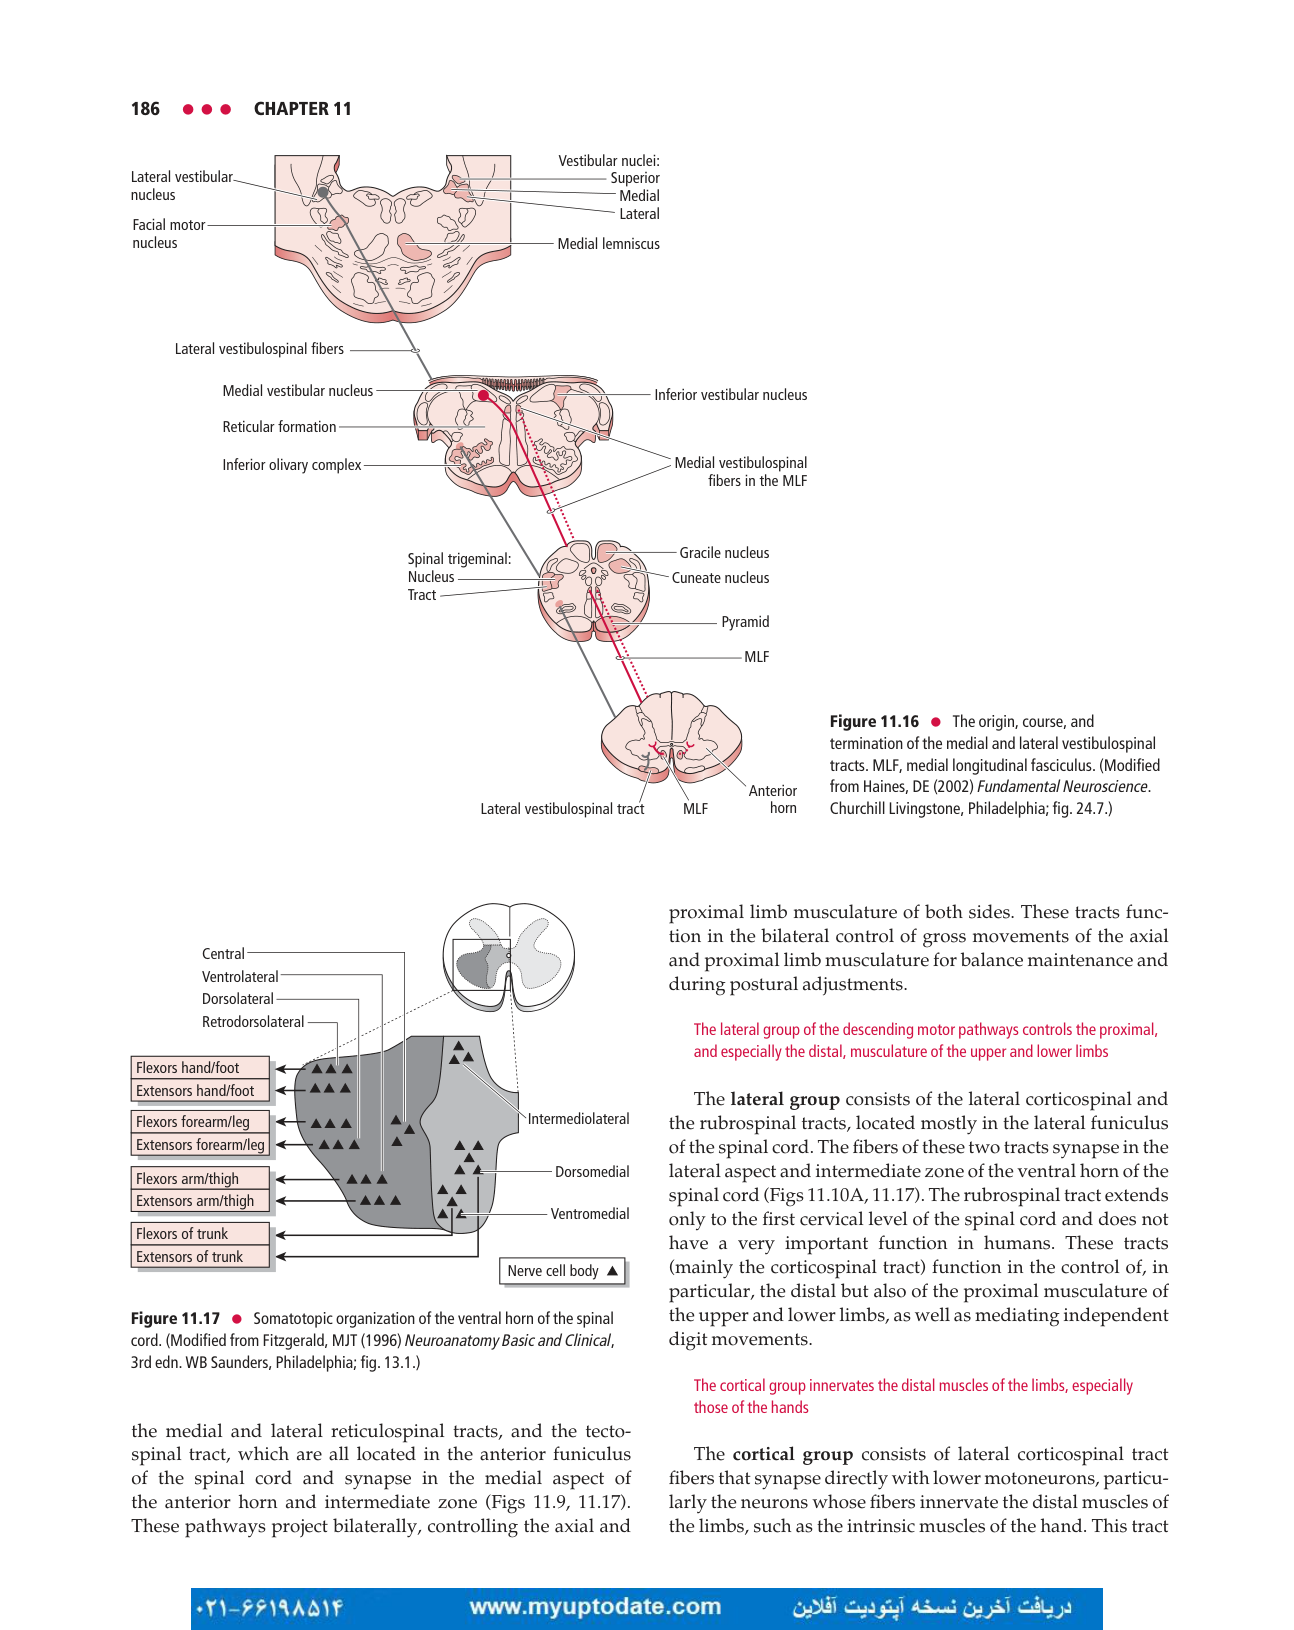 186 ● ● ● CHAPTER 11
Lateral vestibular
nucleus
Facial motor
nucleus
Vestibular nuclei:
Superior
Medial
Lateral
Medial lemniscus
Lateral vestibulospinal fibers
Medial vestibular nucleus
Reticular formation
Inferior olivary complex
Inferior vestibular nucleus
Medial vestibulospinal
fibers in the MLF
Spinal trigeminal:
Nucleus
Tract
Gracile nucleus
Cuneate nucleus
Pyramid
MLF
Anterior
horn
Lateral vestibulospinal tract
MLF
Figure 11.16 ● The origin, course, and
termination of the medial and lateral vestibulospinal
tracts. MLF, medial longitudinal fasciculus. (Modified
from Haines, DE (2002) Fundamental Neuroscience.
Churchill Livingstone, Philadelphia; fig. 24.7.)
Central
Ventrolateral
Dorsolateral
Retrodorsolateral
Flexors hand/foot
Extensors hand/foot
Flexors forearm/leg
Extensors forearm/leg
Flexors arm/thigh
Extensors arm/thigh
Flexors of trunk
Extensors of trunk
Intermediolateral
Dorsomedial
Ventromedial
Nerve cell body ▲
Figure 11.17 ● Somatotopic organization of the ventral horn of the spinal
cord. (Modified from Fitzgerald, MJT (1996) Neuroanatomy Basic and Clinical,
3rd edn. WB Saunders, Philadelphia; fig. 13.1.)
the medial and lateral reticulospinal tracts, and the tecto-
spinal tract, which are all located in the anterior funiculus
of the spinal cord and synapse in the medial aspect of
the anterior horn and intermediate zone (Figs 11.9, 11.17).
These pathways project bilaterally, controlling the axial and
proximal limb musculature of both sides. These tracts func-
tion in the bilateral control of gross movements of the axial
and proximal limb musculature for balance maintenance and
during postural adjustments.
The lateral group of the descending motor pathways controls the proximal,
and especially the distal, musculature of the upper and lower limbs
The lateral group consists of the lateral corticospinal and
the rubrospinal tracts, located mostly in the lateral funiculus
of the spinal cord. The fibers of these two tracts synapse in the
lateral aspect and intermediate zone of the ventral horn of the
spinal cord (Figs 11.10A, 11.17). The rubrospinal tract extends
only to the first cervical level of the spinal cord and does not
have a very important function in humans. These tracts
(mainly the corticospinal tract) function in the control of, in
particular, the distal but also of the proximal musculature of
the upper and lower limbs, as well as mediating independent
digit movements.
The cortical group innervates the distal muscles of the limbs, especially
those of the hands
The cortical group consists of lateral corticospinal tract
fibers that synapse directly with lower motoneurons, particu-
larly the neurons whose fibers innervate the distal muscles of
the limbs, such as the intrinsic muscles of the hand. This tract
۰۲۱-۶۶۱۹۸۵۱۴ www.myuptodate.com دریافت آخرین نسخه آپتودیت آفلاین